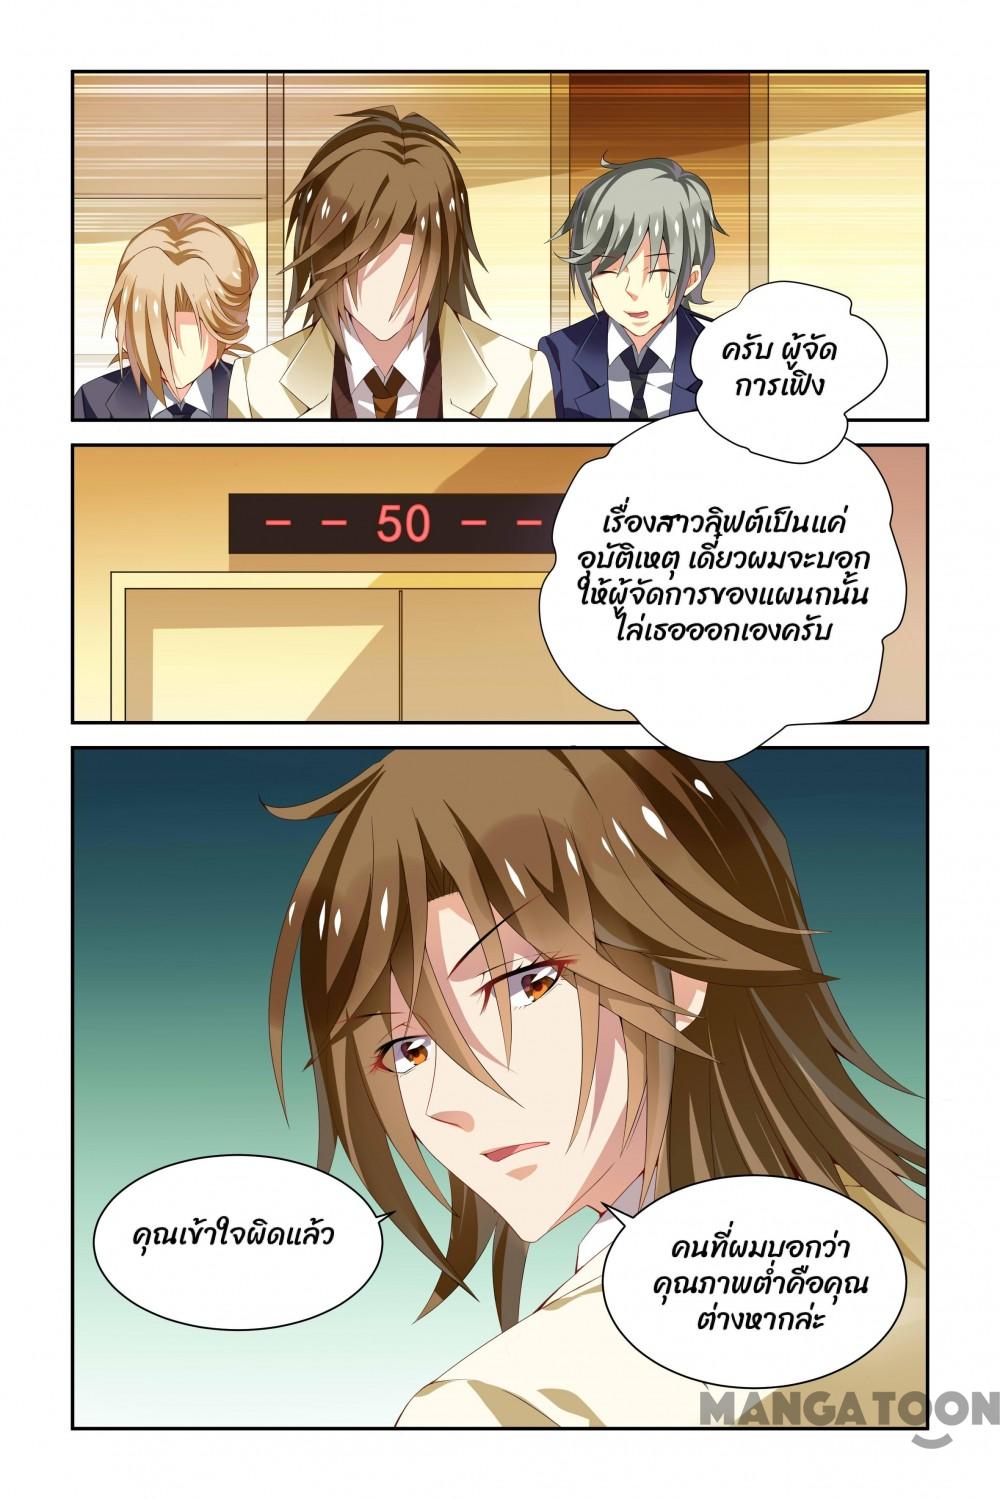 ครับ ผู้จัด
การเฟิง
- - 50 - -
เรื่องสาวลิฟต์เป็นแค่
อุบัติเหตุ เดี๋ยวผมจะบอก
ให้ผู้จัดการของแผนกนั้น
ไล่เธอออกเองครับ
คุณเข้าใจผิดแล้ว
คนที่ผมบอกว่า
คุณภาพต่ำคือคุณ
ต่างหากล่ะ
MANGATOON